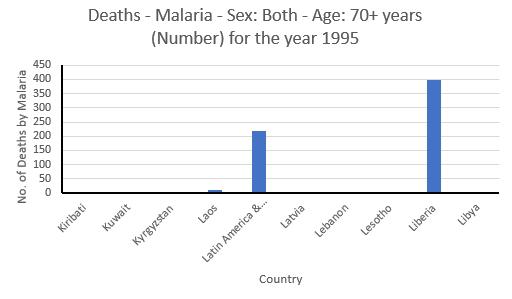 Deaths - Malaria - Sex: Both - Age: 70+ years
(Number) for the year 1995
No. of Deaths by Malaria
450
400
350
300
250
200
150
100
50
0
Kiribati
Kuwait
Kyrgyzstan
Laos
Latin America &...
Latvia
Lebanon
Lesotho
Liberia
Libya
Country